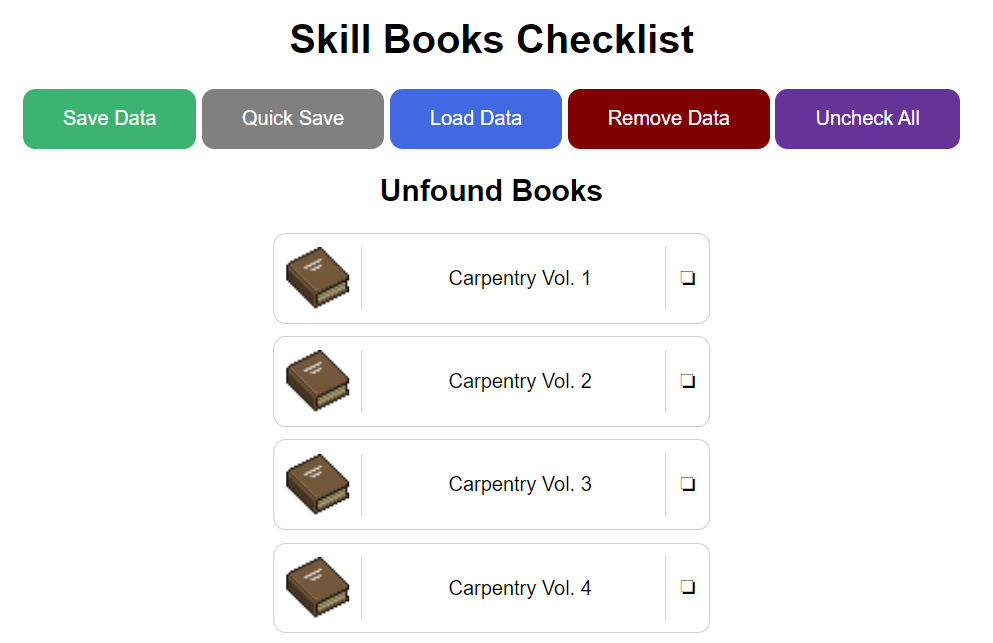 Skill Books Checklist
Save Data
Quick Save
Load Data
Remove Data
Uncheck All
Unfound Books
Carpentry Vol. 1
Carpentry Vol. 2
Carpentry Vol. 3
Carpentry Vol. 4